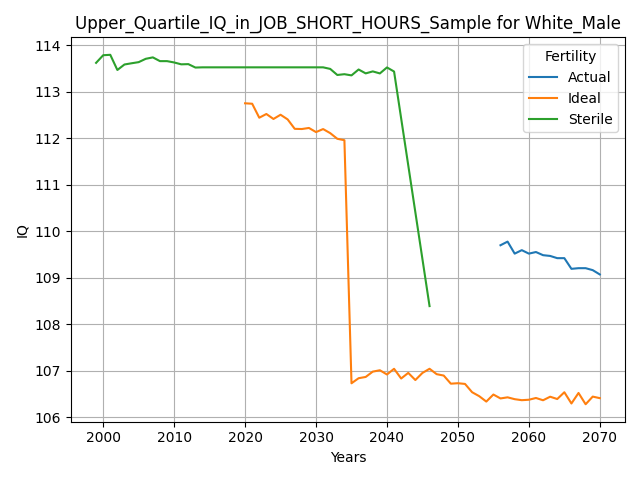 Upper_Quartile_IQ_in_JOB_SHORT_HOURS_Sample for White_Male
Fertility
Actual
Ideal
Sterile
IQ
114
113
112
111
110
109
108
107
106
2000
2010
2020
2030
2040
2050
2060
2070
Years